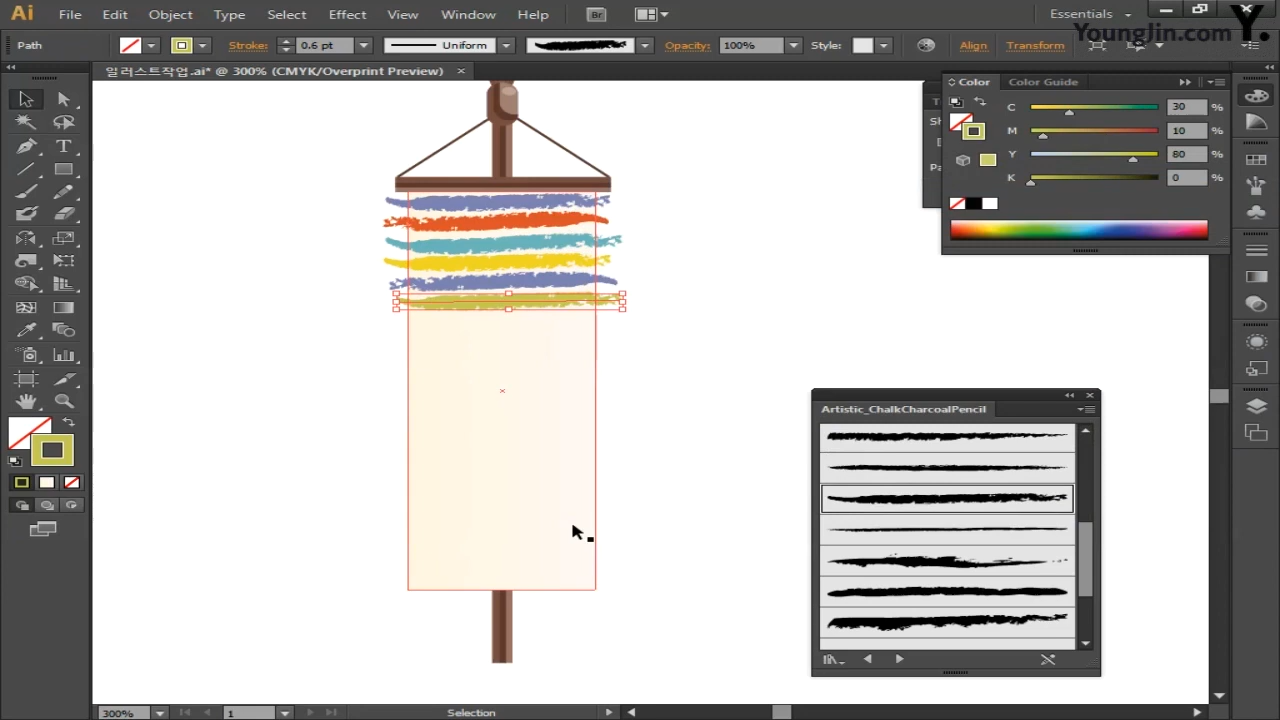 Ai File Edit Object Type Select Effect View Window Help Br Essentials
YoungJin.com Y.
Path Stroke: 0.6 pt Uniform Opacity: 100% Style: Align Transform
일러스트작업.ai* @ 300% (CMYK/Overprint Preview) ×
Color Color Guide
C 30 %
M 10 %
Y 80 %
K 0 %
Artistic_ChalkCharcoalPencil
300% 1 Selection